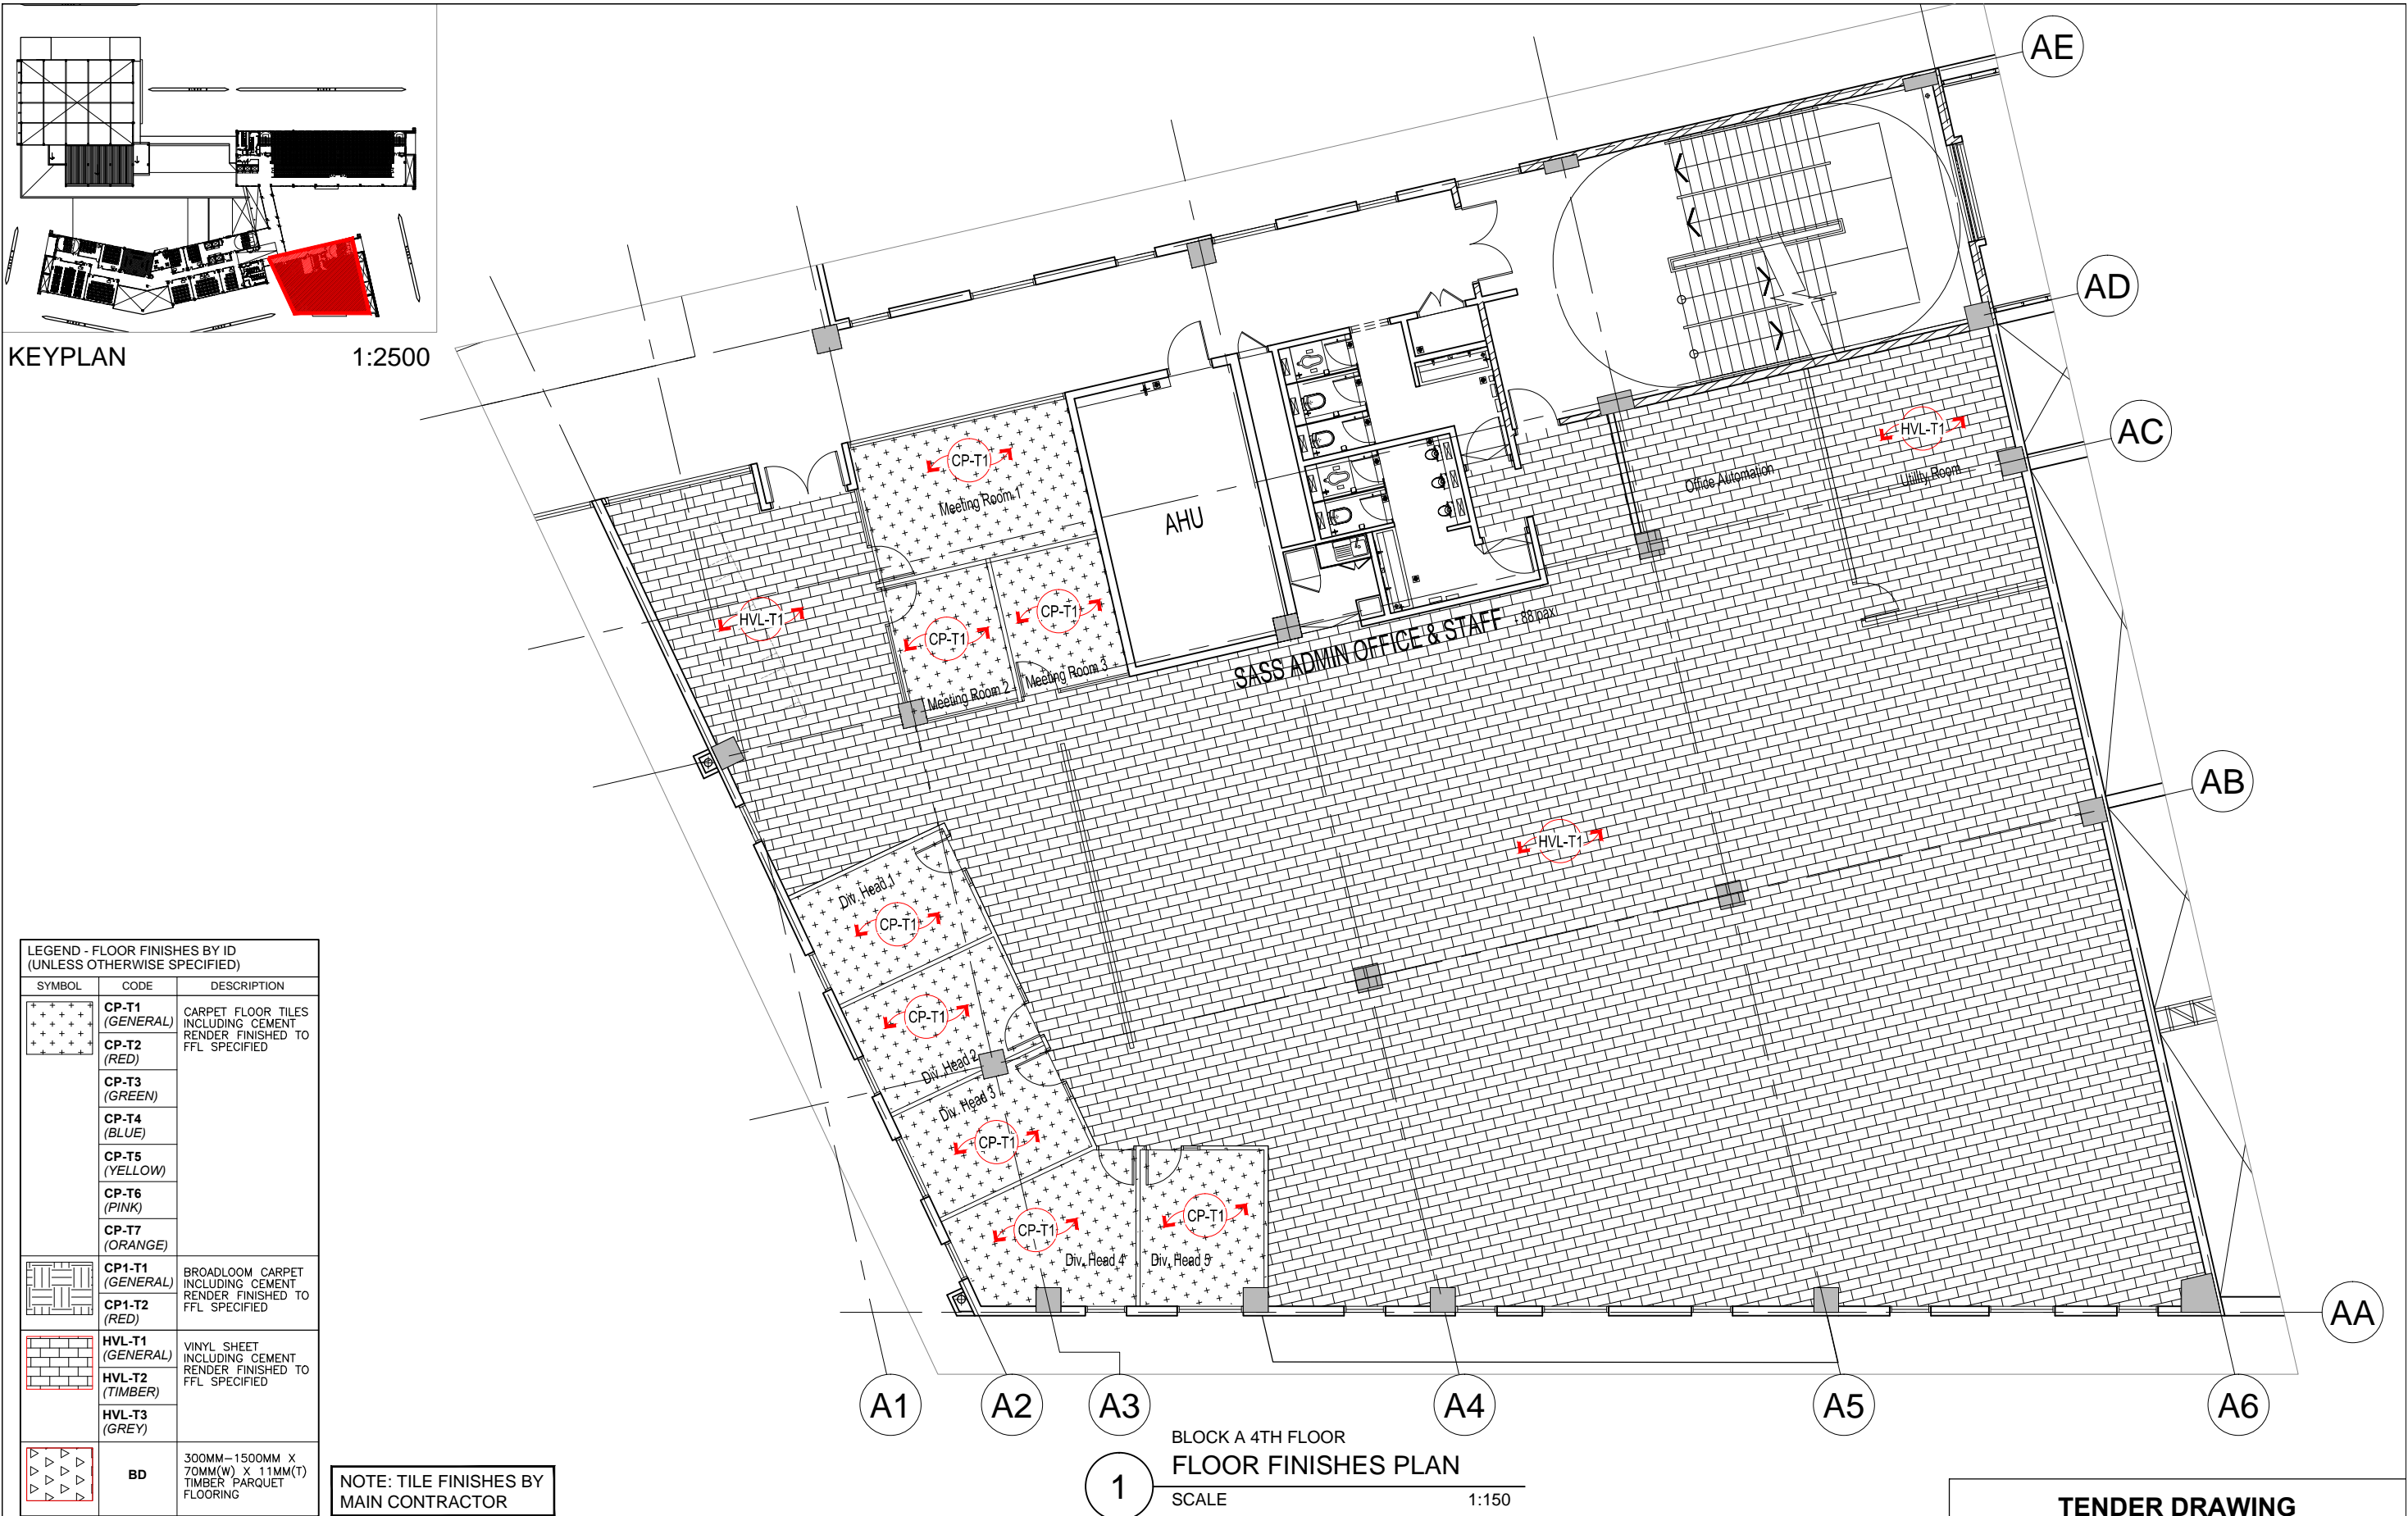 KEYPLAN 1:2500
AE
AD
AC
AB
AA
CP-T1
Meeting Room 1
AHU
HVL-T1
Office Automation
Utility Room
HVL-T1
CP-T1
Meeting Room 2
CP-T1
Meeting Room 3
SASS ADMIN OFFICE & STAFF - 88 pax
HVL-T1
Div. Head 1
CP-T1
CP-T1
Div. Head 2
Div. Head 3
CP-T1
CP-T1
Div. Head 4
CP-T1
Div. Head 5
A1
A2
A3
A4
A5
A6
LEGEND - FLOOR FINISHES BY ID
(UNLESS OTHERWISE SPECIFIED)
SYMBOL CODE DESCRIPTION
CP-T1
(GENERAL)
CARPET FLOOR TILES
INCLUDING CEMENT
RENDER FINISHED TO
FFL SPECIFIED
CP-T2
(RED)
CP-T3
(GREEN)
CP-T4
(BLUE)
CP-T5
(YELLOW)
CP-T6
(PINK)
CP-T7
(ORANGE)
CP1-T1
(GENERAL)
BROADLOOM CARPET
INCLUDING CEMENT
RENDER FINISHED TO
FFL SPECIFIED
CP1-T2
(RED)
HVL-T1
(GENERAL)
VINYL SHEET
INCLUDING CEMENT
RENDER FINISHED TO
FFL SPECIFIED
HVL-T2
(TIMBER)
HVL-T3
(GREY)
BD
300MM-1500MM X
70MM(W) X 11MM(T)
TIMBER PARQUET
FLOORING
NOTE: TILE FINISHES BY
MAIN CONTRACTOR
1
BLOCK A 4TH FLOOR
FLOOR FINISHES PLAN
SCALE 1:150
TENDER DRAWING